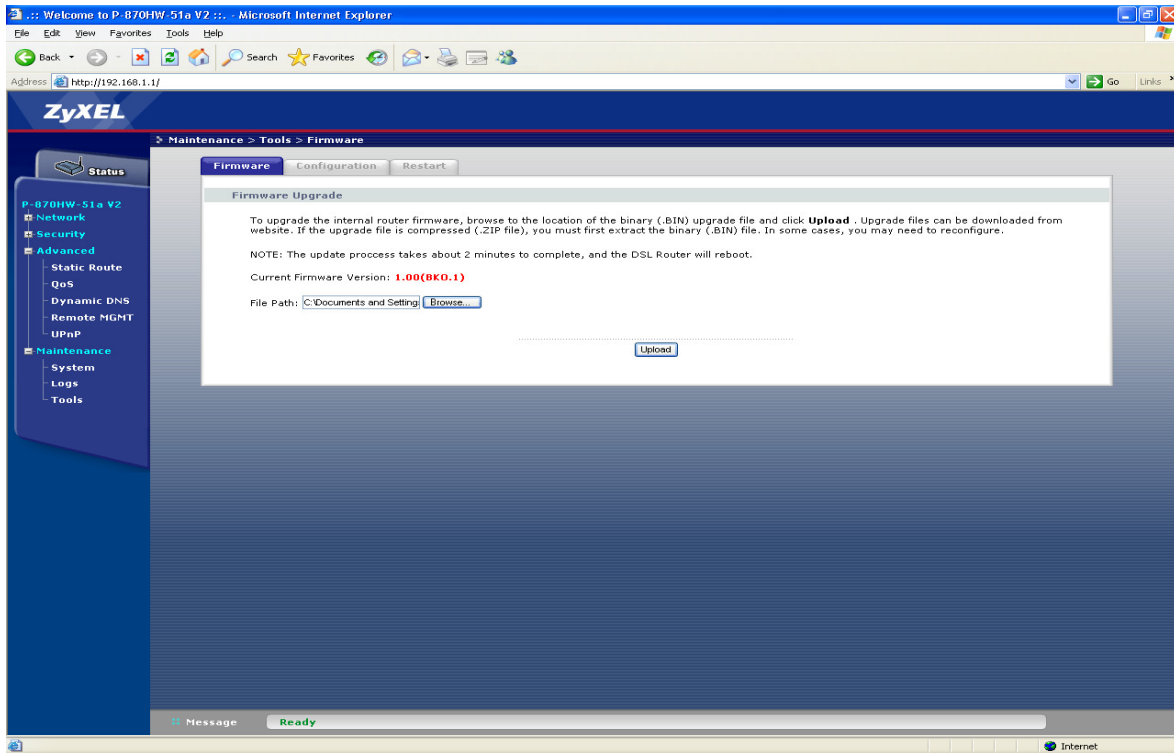 .:: Welcome to P-870HW-51a V2 ::. - Microsoft Internet Explorer
File Edit View Favorites Tools Help
Back Search Favorites
Address http://192.168.1.1/ Go Links »
ZyXEL
Maintenance > Tools > Firmware
Status
Firmware Configuration Restart
P-870HW-51a V2
Network
Security
Advanced
Static Route
QoS
Dynamic DNS
Remote MGMT
UPnP
Maintenance
System
Logs
Tools
Firmware Upgrade
To upgrade the internal router firmware, browse to the location of the binary (.BIN) upgrade file and click Upload . Upgrade files can be downloaded from
website. If the upgrade file is compressed (.ZIP file), you must first extract the binary (.BIN) file. In some cases, you may need to reconfigure.
NOTE: The update proccess takes about 2 minutes to complete, and the DSL Router will reboot.
Current Firmware Version: 1.00(BKO.1)
File Path: C:\Documents and Setting Browse...
Upload
Message Ready
Internet